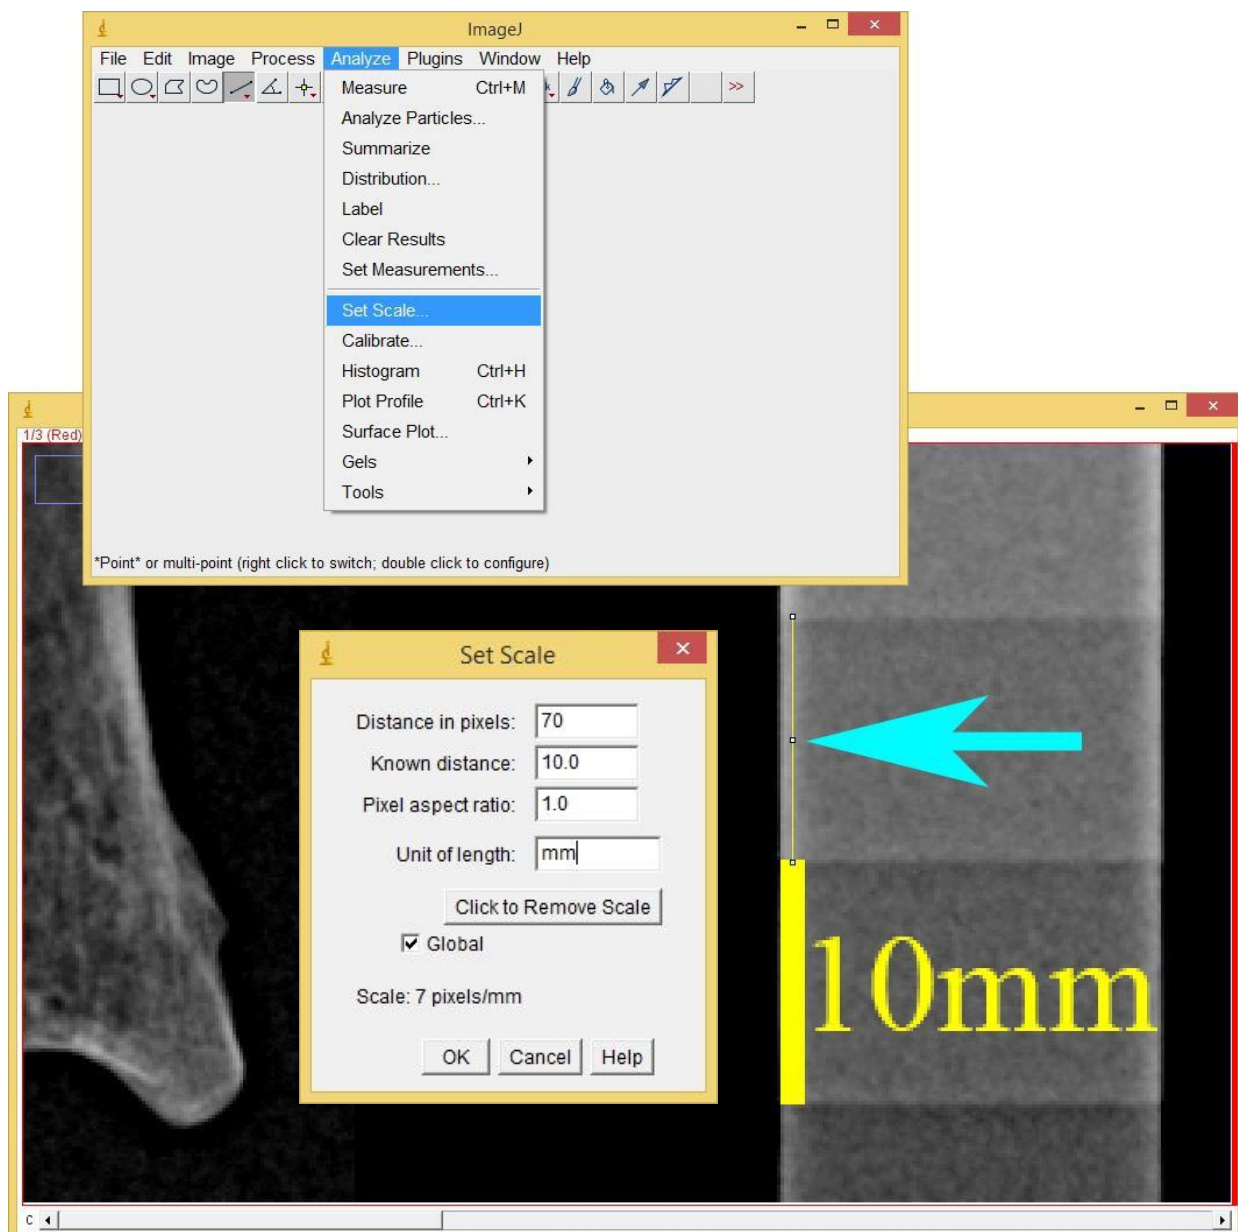 ImageJ
File Edit Image Process Analyze Plugins Window Help
>>
Measure Ctrl+M
Analyze Particles...
Summarize
Distribution...
Label
Clear Results
Set Measurements...
Set Scale...
Calibrate...
Histogram Ctrl+H
Plot Profile Ctrl+K
Surface Plot...
Gels
Tools
*Point* or multi-point (right click to switch; double click to configure)
1/3 (Red)
Set Scale
Distance in pixels: 70
Known distance: 10.0
Pixel aspect ratio: 1.0
Unit of length: mm
Click to Remove Scale
Global
Scale: 7 pixels/mm
OK Cancel Help
10mm
c